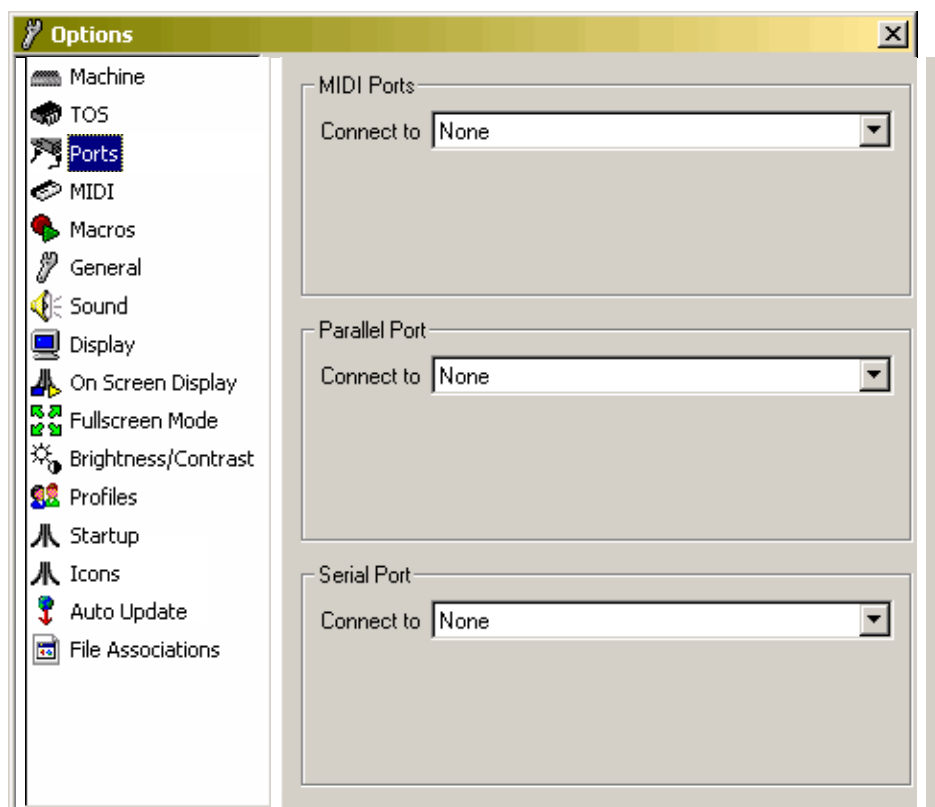 Options
Machine
TOS
Ports
MIDI
Macros
General
Sound
Display
On Screen Display
Fullscreen Mode
Brightness/Contrast
Profiles
Startup
Icons
Auto Update
File Associations
MIDI Ports
Connect to None
Parallel Port
Connect to None
Serial Port
Connect to None